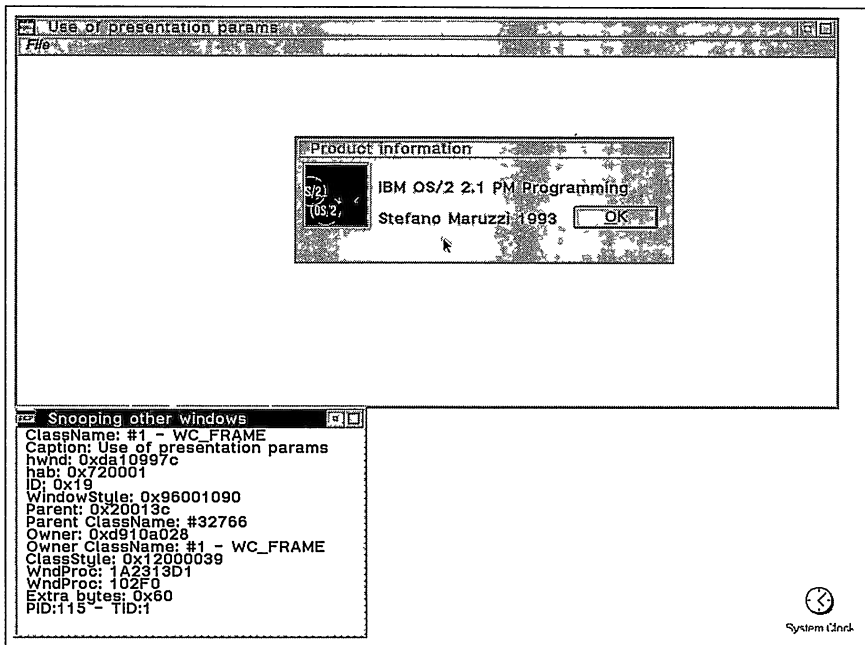 Use of presentation params
File
Product information
S/2)
(OS/2)
IBM OS/2 2.1 PM Programming
Stefano Maruzzi 1993
OK
Snooping other windows
ClassName: #1 - WC_FRAME
Caption: Use of presentation params
hwnd: 0xda10997c
hab: 0x720001
ID: 0x19
WindowStyle: 0x96001090
Parent: 0x20013c
Parent ClassName: #32766
Owner: 0xd910a028
Owner ClassName: #1 - WC_FRAME
ClassStyle: 0x12000039
WndProc: 1A2313D1
WndProc: 102F0
Extra bytes: 0x60
PID:115 - TID:1
System Clock